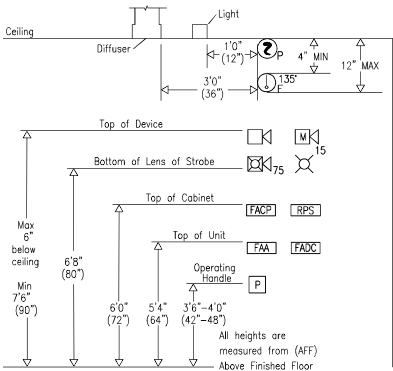 Light
Ceiling
Diffuser
1'0"
(12")
P
4" MIN
12" MAX
3'0"
(36")
135°
F
Top of Device
M
15
Bottom of Lens of Strobe
75
Top of Cabinet
FACP
RPS
Max
6"
below
ceiling
Min
7'6"
(90")
6'8"
(80")
Top of Unit
FAA
FADC
Operating
Handle
P
6'0"
(72")
5'4"
(64")
3'6"-4'0"
(42"-48")
All heights are
measured from (AFF)
Above Finished Floor